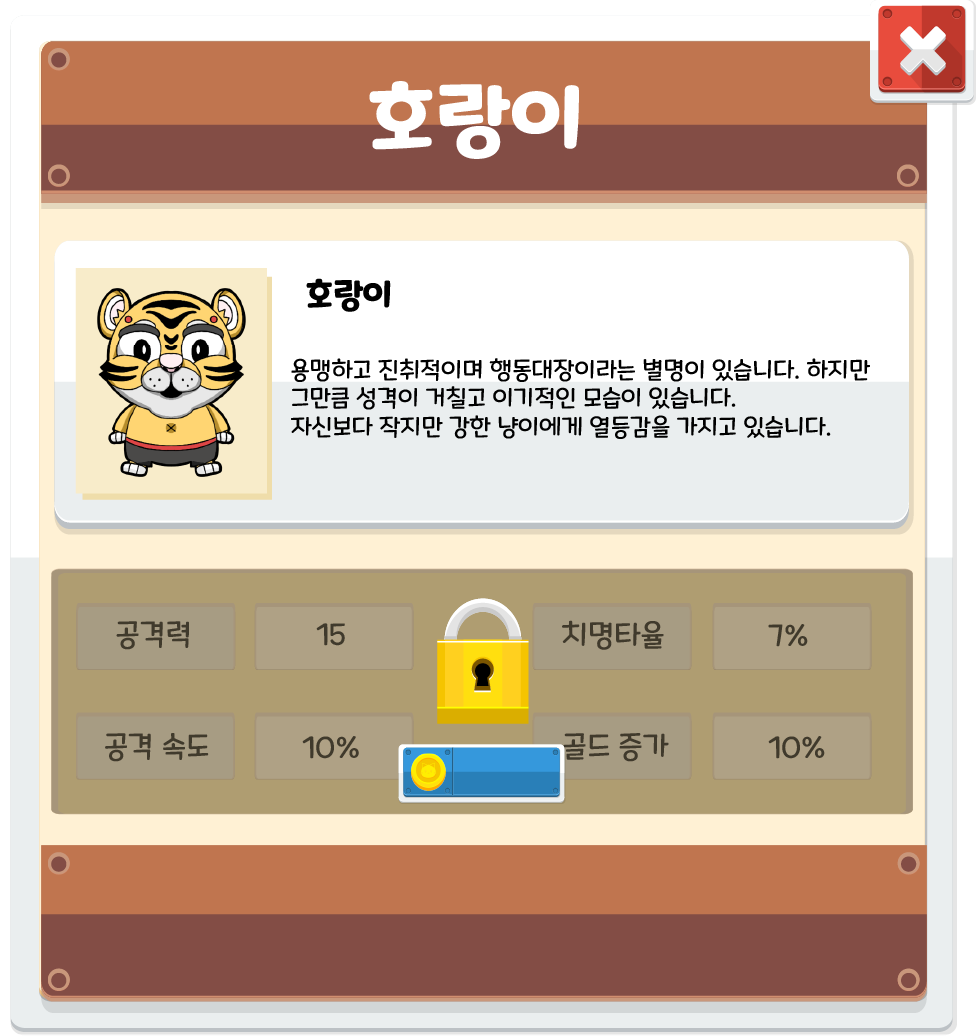 호랑이
호랑이
용맹하고 진취적이며 행동대장이라는 별명이 있습니다. 하지만
그만큼 성격이 거칠고 이기적인 모습이 있습니다.
자신보다 작지만 강한 냥이에게 열등감을 가지고 있습니다.
공격력 15 치명타율 7%
공격 속도 10% 골드 증가 10%